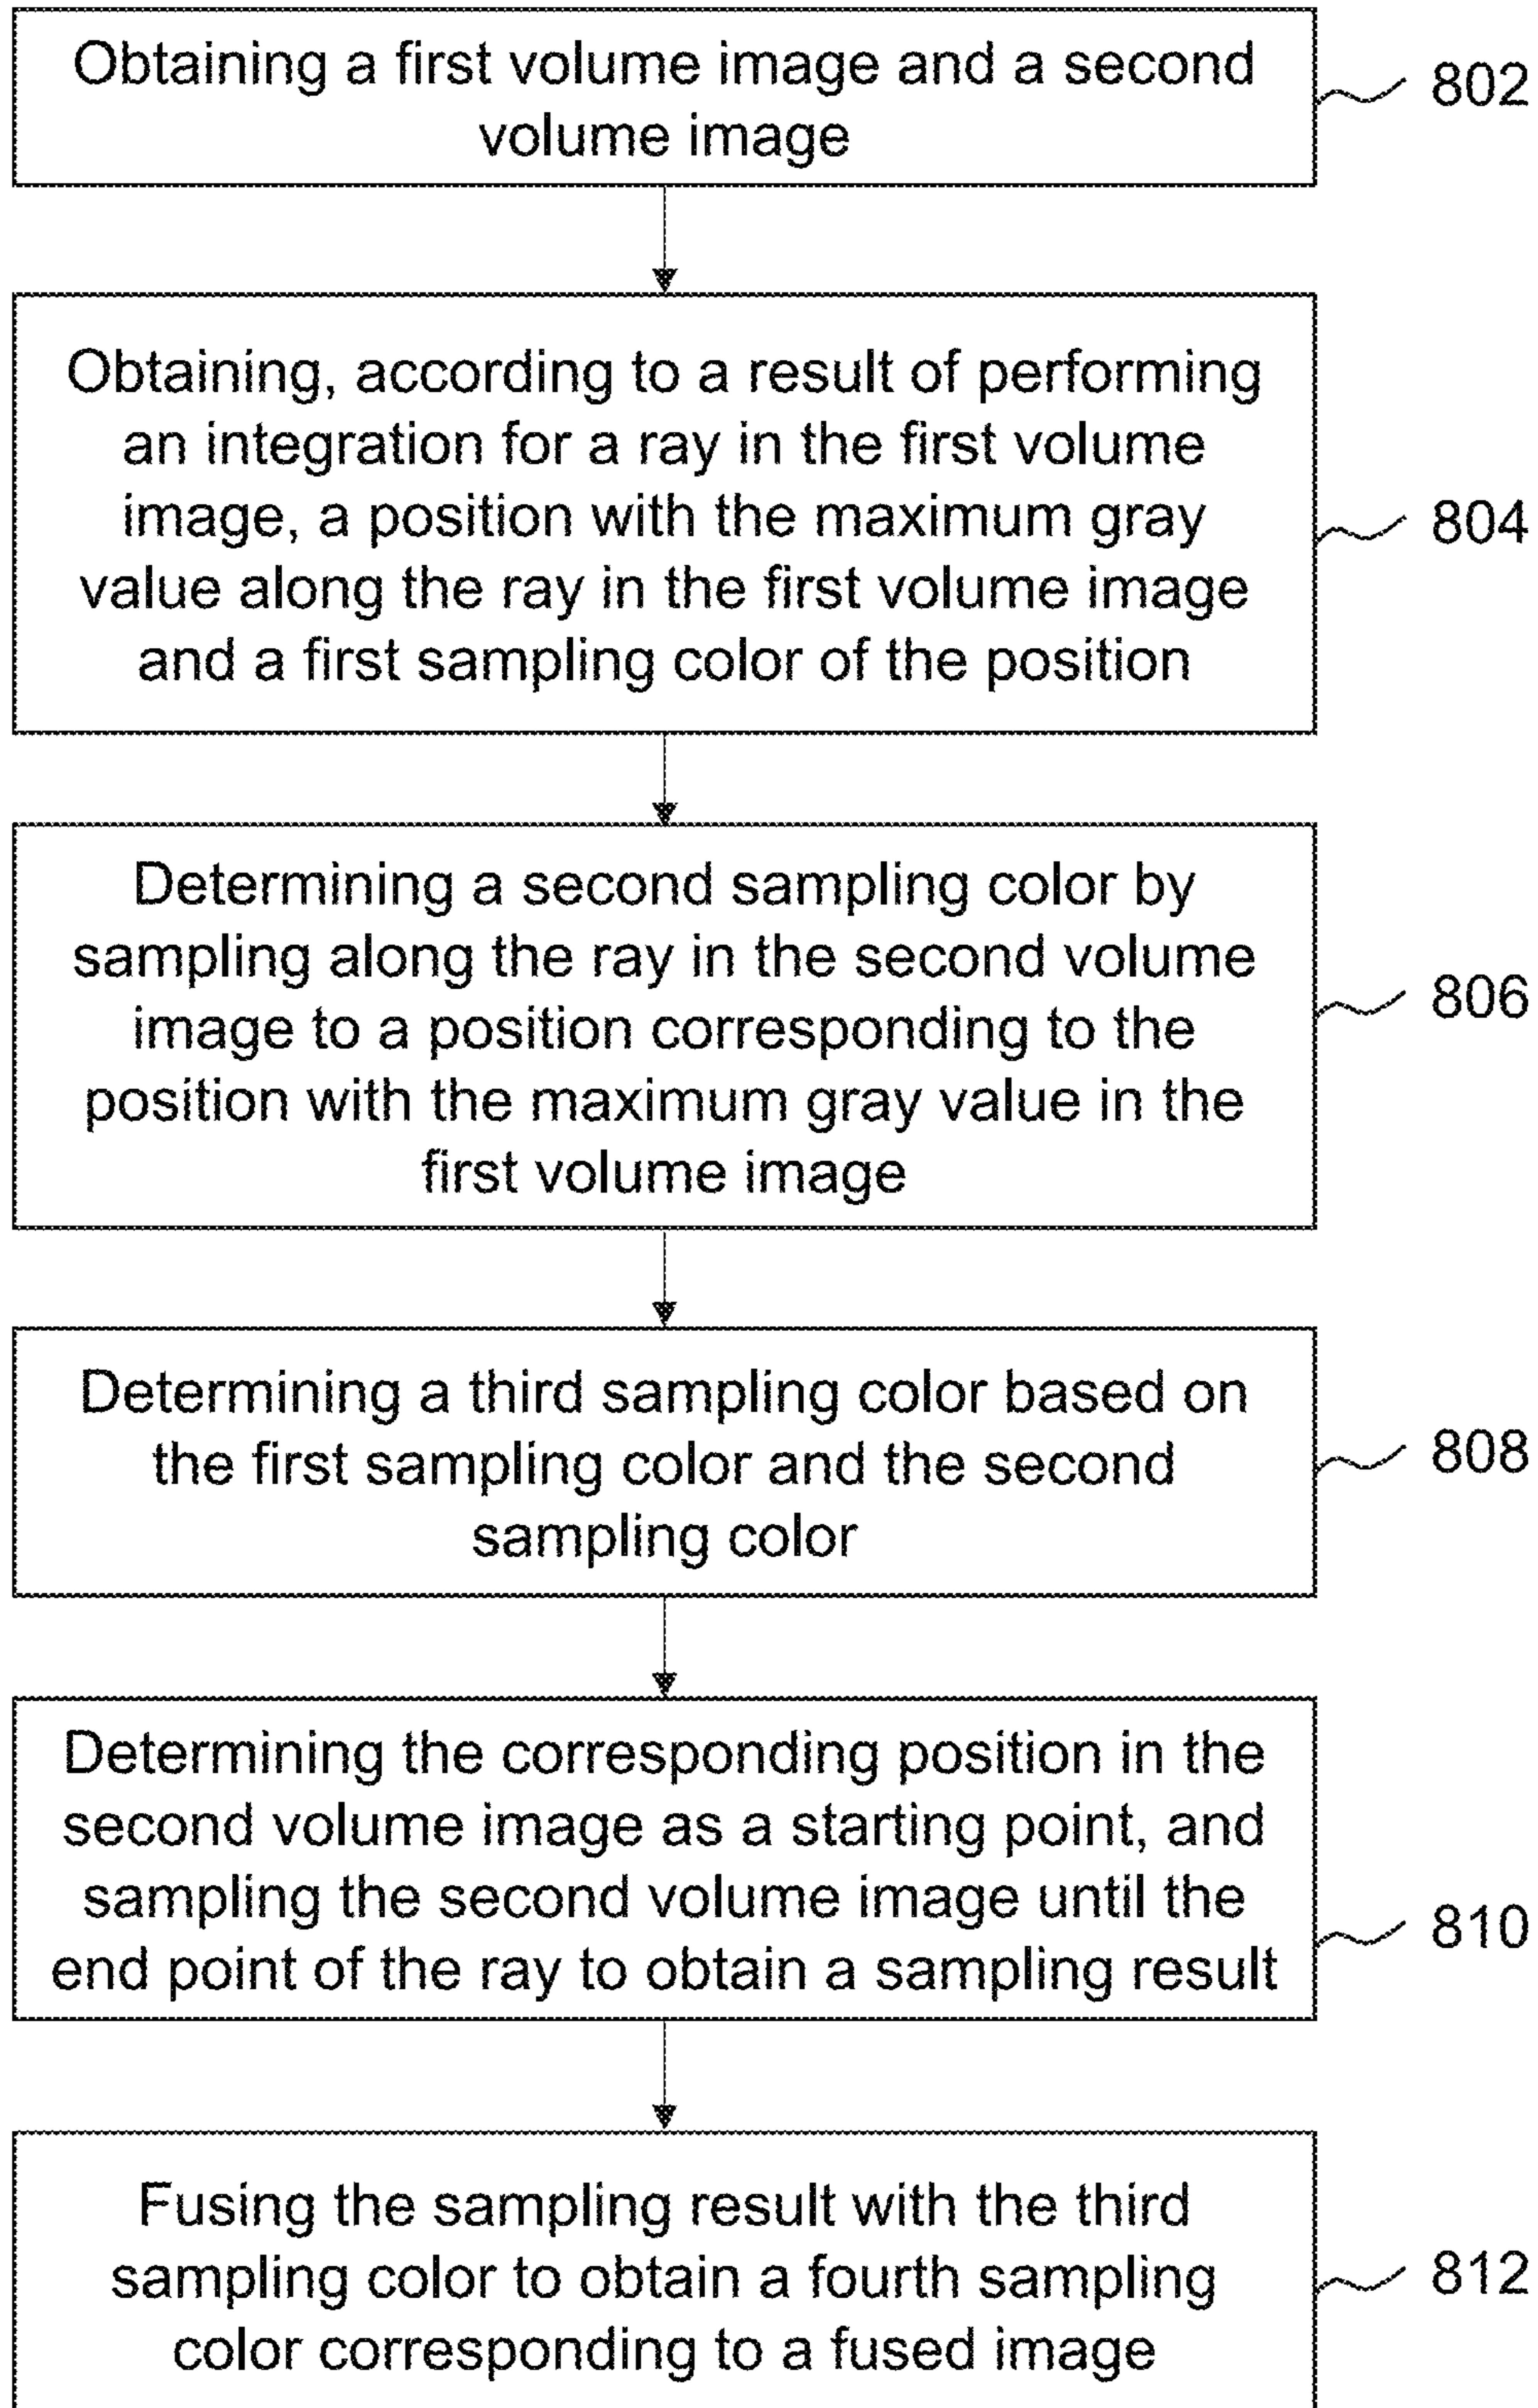 Obtaining a first volume image and a second
volume image
802
Obtaining, according to a result of performing
an integration for a ray in the first volume
image, a position with the maximum gray
value along the ray in the first volume image
and a first sampling color of the position
804
Determining a second sampling color by
sampling along the ray in the second volume
image to a position corresponding to the
position with the maximum gray value in the
first volume image
806
Determining a third sampling color based on
the first sampling color and the second
sampling color
808
Determining the corresponding position in the
second volume image as a starting point, and
sampling the second volume image until the
end point of the ray to obtain a sampling result
810
Fusing the sampling result with the third
sampling color to obtain a fourth sampling
color corresponding to a fused image
812